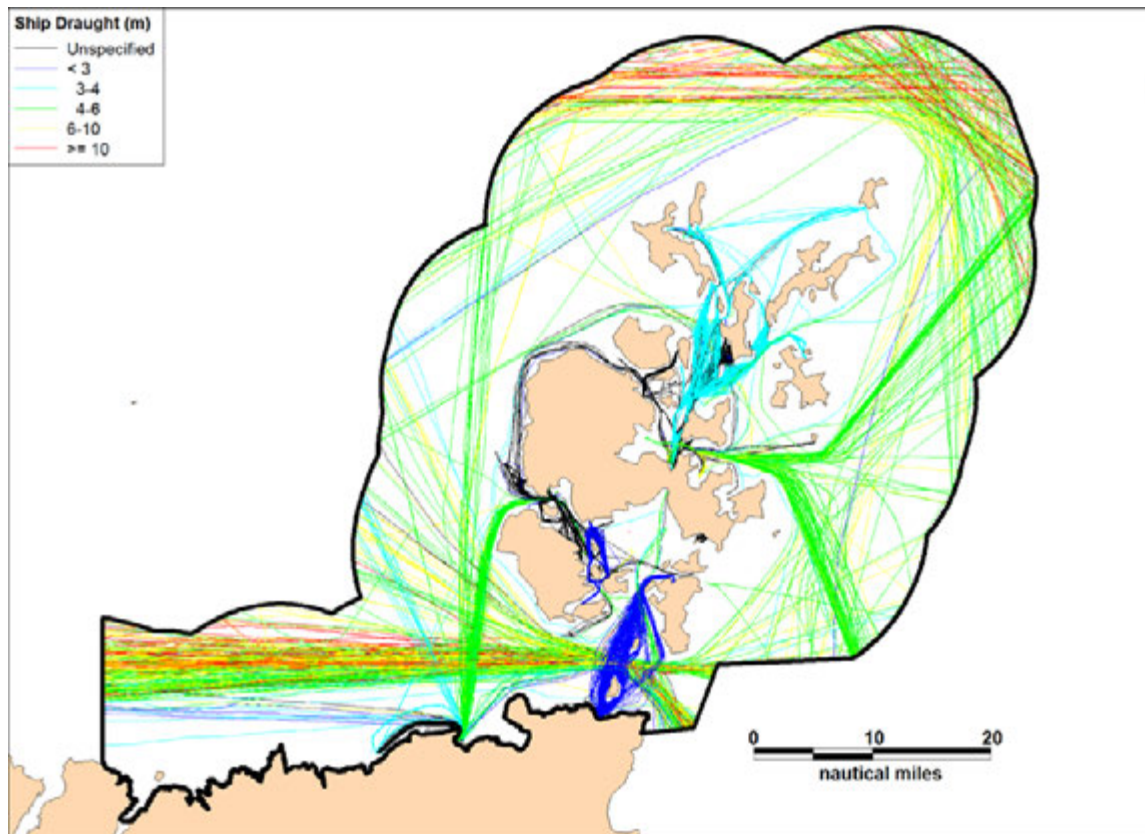 Ship Draught (m)
Unspecified
< 3
3-4
4-6
6-10
>= 10
0 10 20
nautical miles